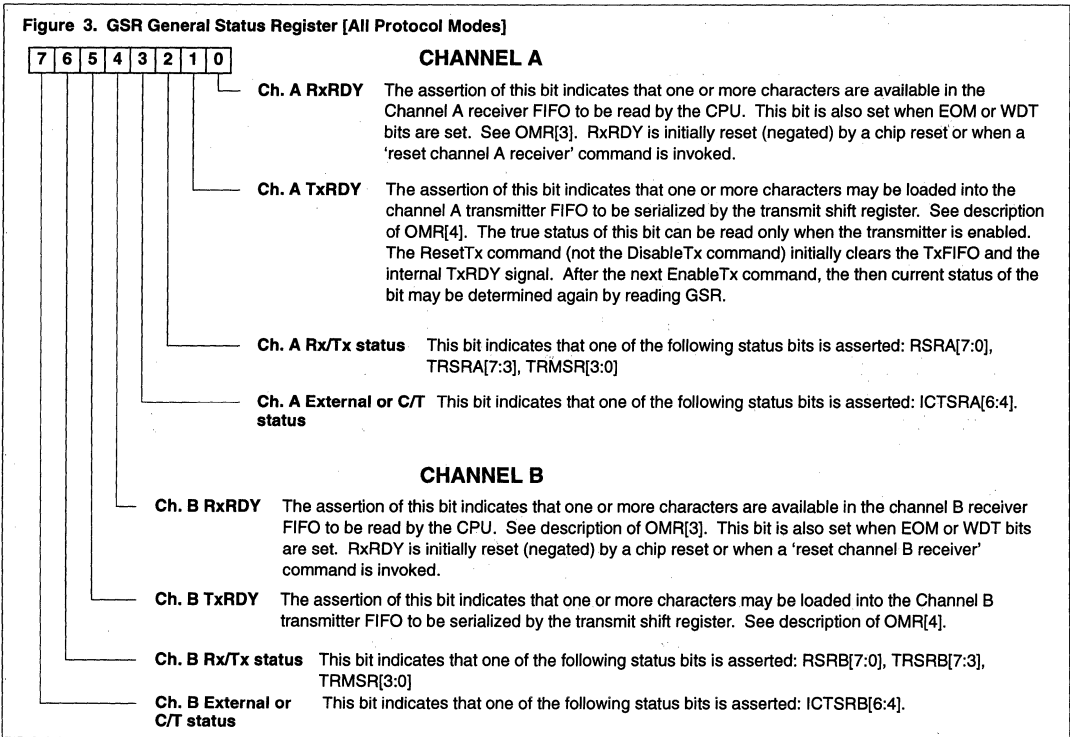 Figure 3. GSR General Status Register [All Protocol Modes]
7 6 5 4 3 2 1 0
CHANNEL A
Ch. A RxRDY The assertion of this bit indicates that one or more characters are available in the
Channel A receiver FIFO to be read by the CPU. This bit is also set when EOM or WDT
bits are set. See OMR[3]. RxRDY is initially reset (negated) by a chip reset or when a
'reset channel A receiver' command is invoked.
Ch. A TxRDY The assertion of this bit indicates that one or more characters may be loaded into the
channel A transmitter FIFO to be serialized by the transmit shift register. See description
of OMR[4]. The true status of this bit can be read only when the transmitter is enabled.
The ResetTx command (not the DisableTx command) initially clears the TxFIFO and the
internal TxRDY signal. After the next EnableTx command, the then current status of the
bit may be determined again by reading GSR.
Ch. A Rx/Tx status This bit indicates that one of the following status bits is asserted: RSRA[7:0],
TRSRA[7:3], TRMSR[3:0]
Ch. A External or C/T This bit indicates that one of the following status bits is asserted: ICTSRA[6:4].
status
CHANNEL B
Ch. B RxRDY The assertion of this bit indicates that one or more characters are available in the channel B receiver
FIFO to be read by the CPU. See description of OMR[3]. This bit is also set when EOM or WDT bits
are set. RxRDY is initially reset (negated) by a chip reset or when a 'reset channel B receiver'
command is invoked.
Ch. B TxRDY The assertion of this bit indicates that one or more characters may be loaded into the Channel B
transmitter FIFO to be serialized by the transmit shift register. See description of OMR[4].
Ch. B Rx/Tx status This bit indicates that one of the following status bits is asserted: RSRB[7:0], TRSRB[7:3],
TRMSR[3:0]
Ch. B External or This bit indicates that one of the following status bits is asserted: ICTSRB[6:4].
C/T status